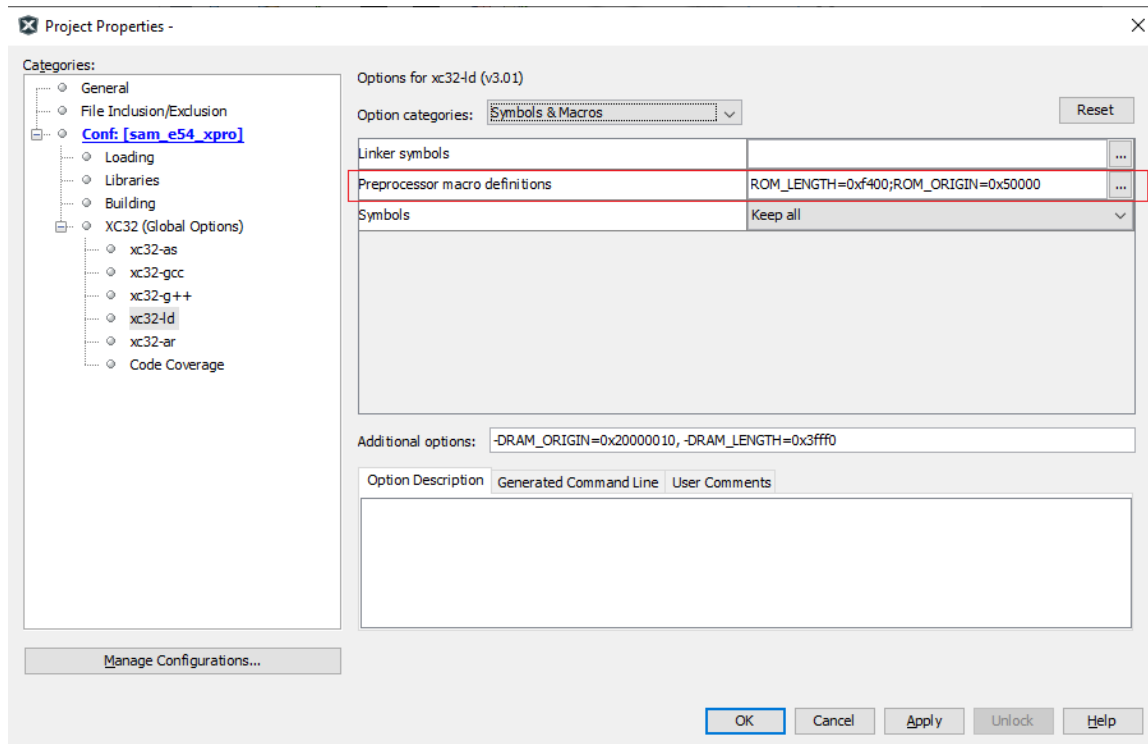 Project Properties -
Categories:
General
File Inclusion/Exclusion
Conf: [sam_e54_xpro]
Loading
Libraries
Building
XC32 (Global Options)
xc32-as
xc32-gcc
xc32-g++
xc32-ld
xc32-ar
Code Coverage
Manage Configurations...
Options for xc32-ld (v3.01)
Option categories: Symbols & Macros Reset
Linker symbols ...
Preprocessor macro definitions ROM_LENGTH=0xf400;ROM_ORIGIN=0x50000 ...
Symbols Keep all
Additional options: -DRAM_ORIGIN=0x20000010, -DRAM_LENGTH=0x3fff0
Option Description Generated Command Line User Comments
OK Cancel Apply Unlock Help